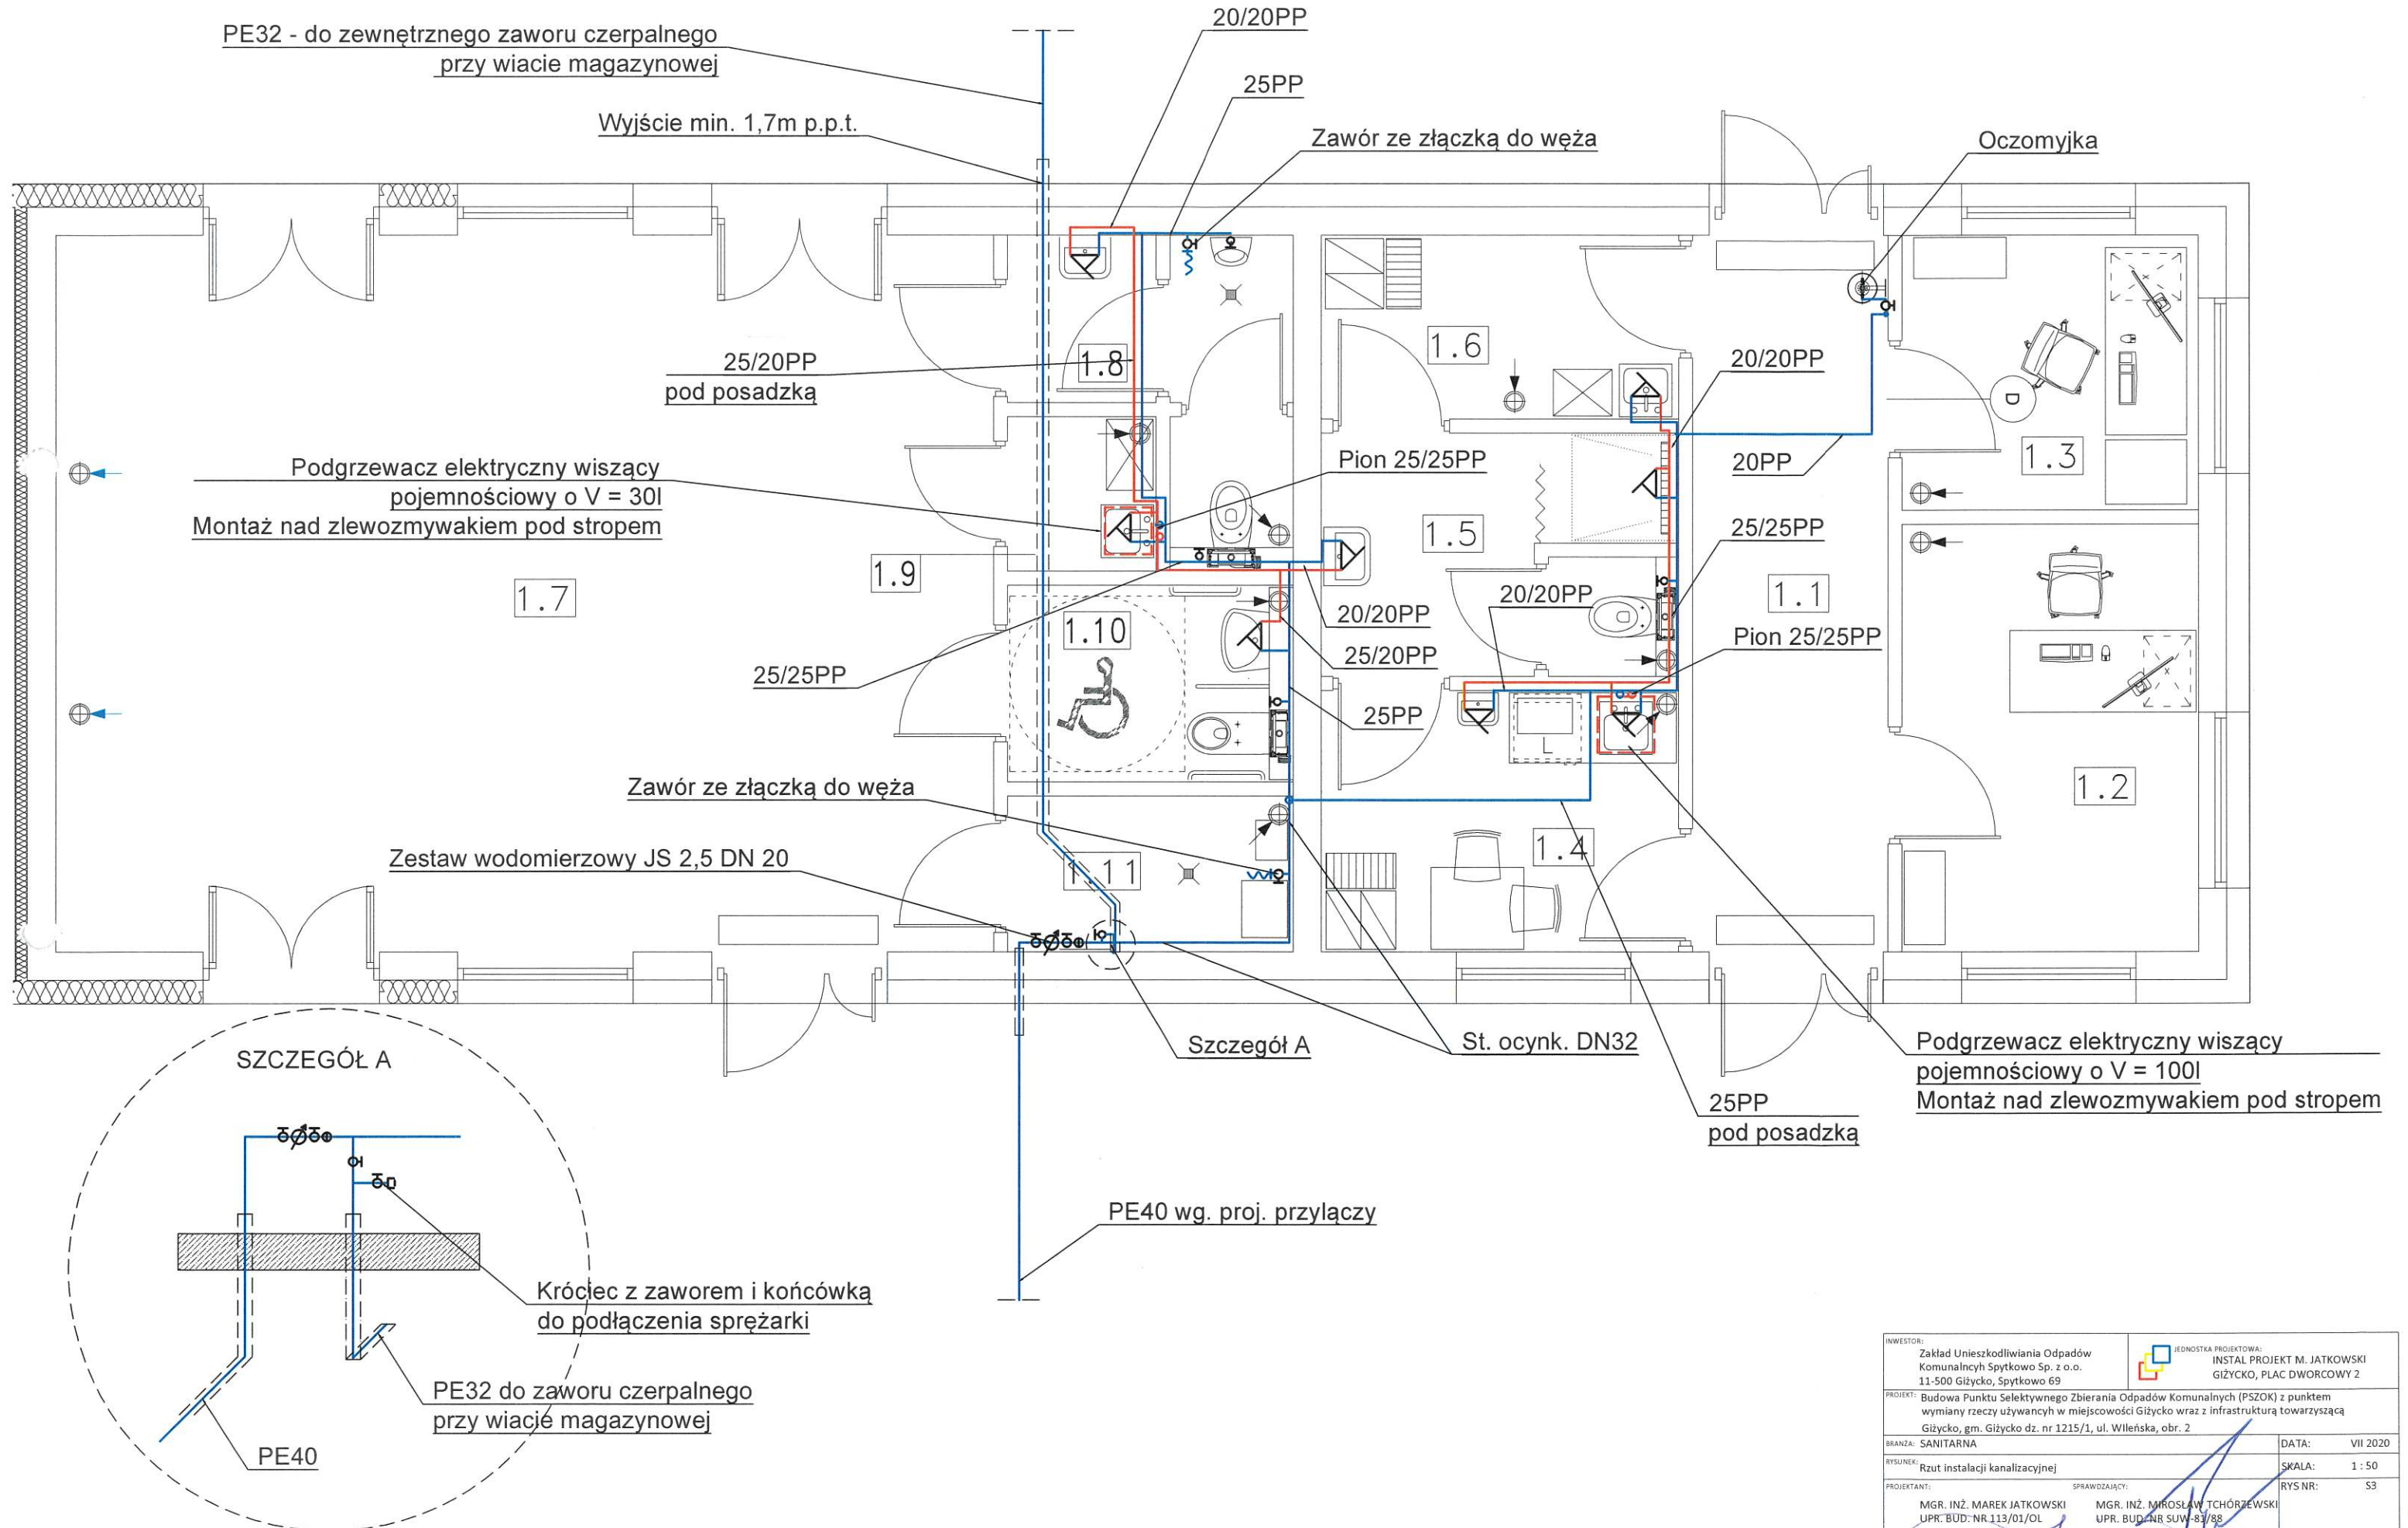 20/20PP
PE32 - do zewnętrznego zaworu czerpalnego
przy wiacie magazynowej
25PP
Wyjście min. 1,7m p.p.t.
Zawór ze złączką do węża
Oczomyjka
1.6
1.8
25/20PP
pod posadzką
20/20PP
D
1.3
Podgrzewacz elektryczny wiszący
pojemnościowy o V = 30l
Montaż nad zlewozmywakiem pod stropem
Pion 25/25PP
20PP
1.5
25/25PP
1.7
1.9
20/20PP
1.1
1.10
20/20PP
Pion 25/25PP
25/20PP
25/25PP
25PP
L
Zawór ze złączką do węża
1.2
1.4
Zestaw wodomierzowy JS 2,5 DN 20
1.11
Szczegół A
St. ocynk. DN32
Podgrzewacz elektryczny wiszący
pojemnościowy o V = 100l
Montaż nad zlewozmywakiem pod stropem
25PP
pod posadzką
SZCZEGÓŁ A
PE40 wg. proj. przylączy
Króciec z zaworem i końcówką
do podłączenia sprężarki
PE32 do zaworu czerpalnego
przy wiacie magazynowej
PE40
INWESTOR:
Zakład Unieszkodliwiania Odpadów
Komunalncyh Spytkowo Sp. z o.o.
11-500 Giżycko, Spytkowo 69
JEDNOSTKA PROJEKTOWA:
INSTAL PROJEKT M. JATKOWSKI
GIŻYCKO, PLAC DWORCOWY 2
PROJEKT: Budowa Punktu Selektywnego Zbierania Odpadów Komunalnych (PSZOK) z punktem
wymiany rzeczy używancyh w miejscowości Giżycko wraz z infrastrukturą towarzyszącą
Giżycko, gm. Giżycko dz. nr 1215/1, ul. WIleńska, obr. 2
BRANŻA: SANITARNA
DATA: VII 2020
RYSUNEK: Rzut instalacji kanalizacyjnej
SKALA: 1 : 50
PROJEKTANT:
SPRAWDZAJĄCY:
RYS NR: S3
MGR. INŻ. MAREK JATKOWSKI
UPR. BUD. NR 113/01/OL
MGR. INŻ. MIROSŁAW TCHÓRZEWSKI
UPR. BUD. NR SUW-81/88